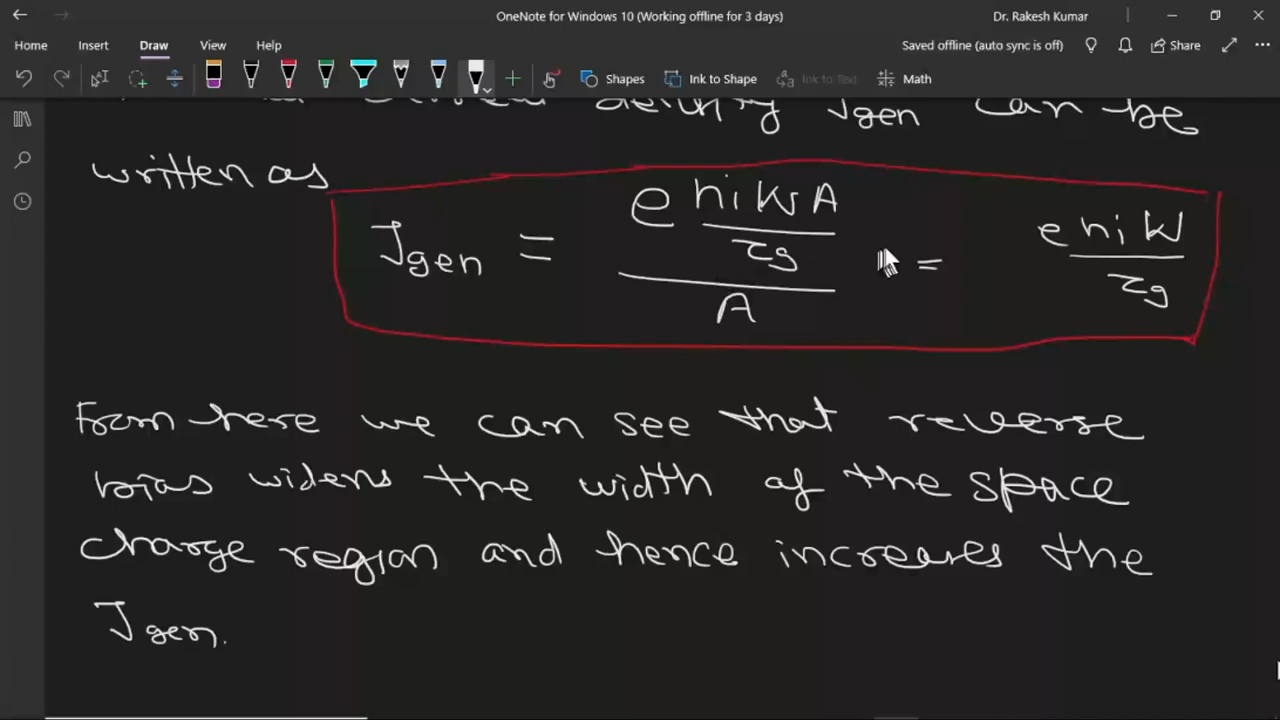 OneNote for Windows 10 (Working offline for 3 days)
Dr. Rakesh Kumar
Home Insert Draw View Help
Saved offline (auto sync is off) Share
Shapes Ink to Shape Ink to Text Math
density Jgen can be
written as
Jgen = (e ni W A / τg) / A = e ni W / τg
From here we can see that reverse
bias widens the width of the space
charge region and hence increases the
Jgen.